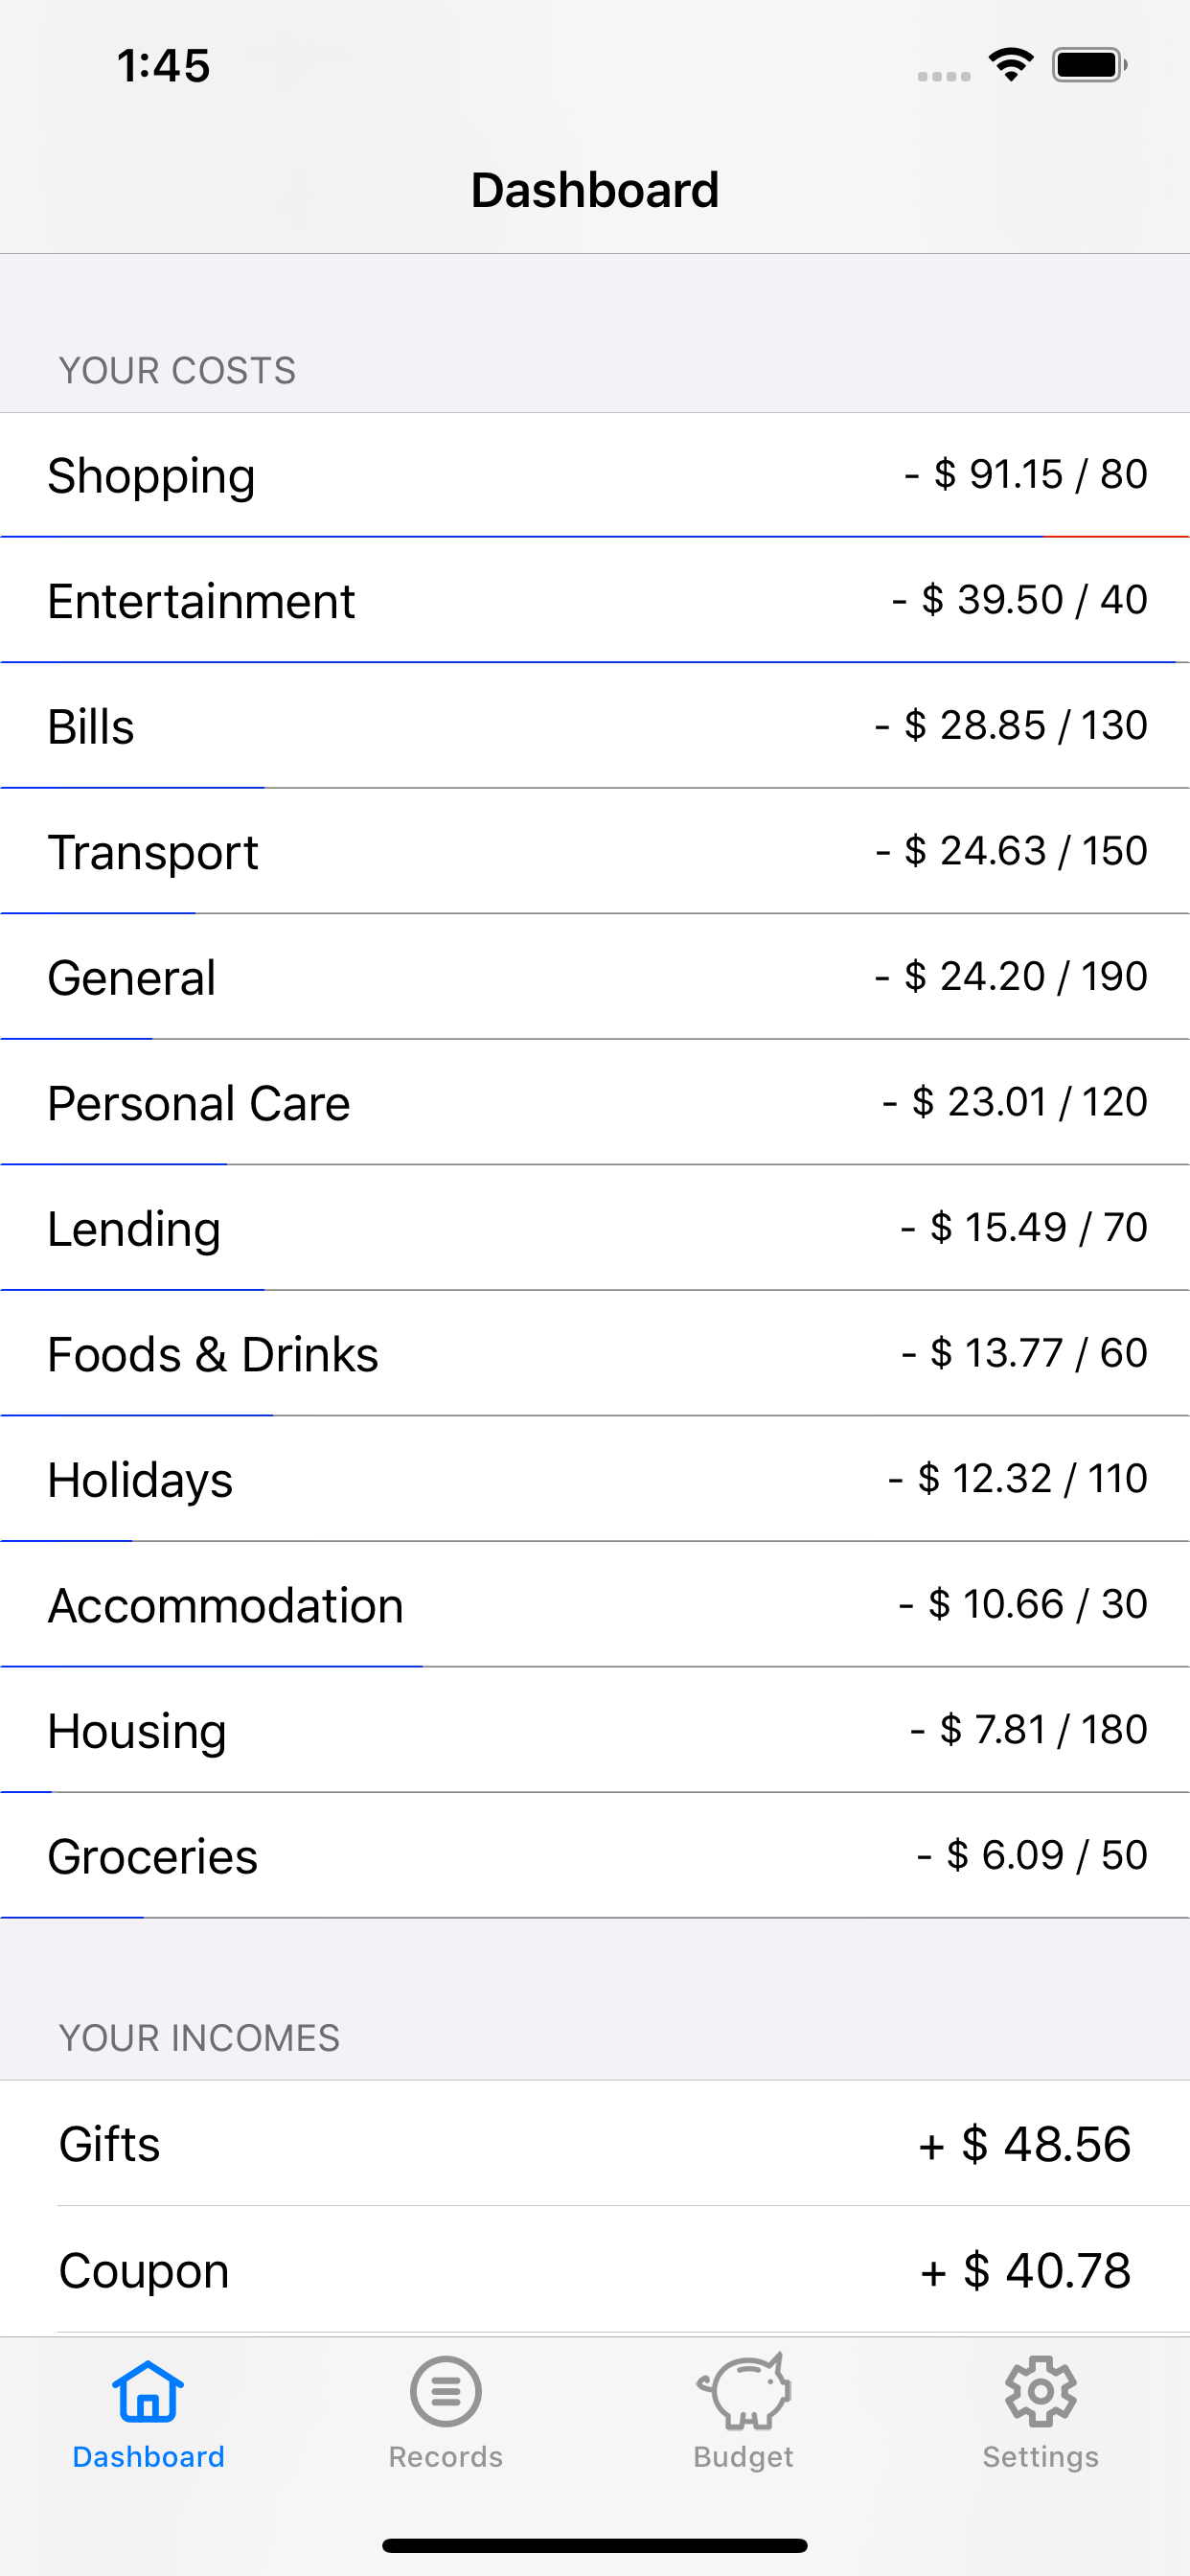 1:45
Dashboard
YOUR COSTS
Shopping - $ 91.15 / 80
Entertainment - $ 39.50 / 40
Bills - $ 28.85 / 130
Transport - $ 24.63 / 150
General - $ 24.20 / 190
Personal Care - $ 23.01 / 120
Lending - $ 15.49 / 70
Foods & Drinks - $ 13.77 / 60
Holidays - $ 12.32 / 110
Accommodation - $ 10.66 / 30
Housing - $ 7.81 / 180
Groceries - $ 6.09 / 50
YOUR INCOMES
Gifts + $ 48.56
Coupon + $ 40.78
Dashboard Records Budget Settings